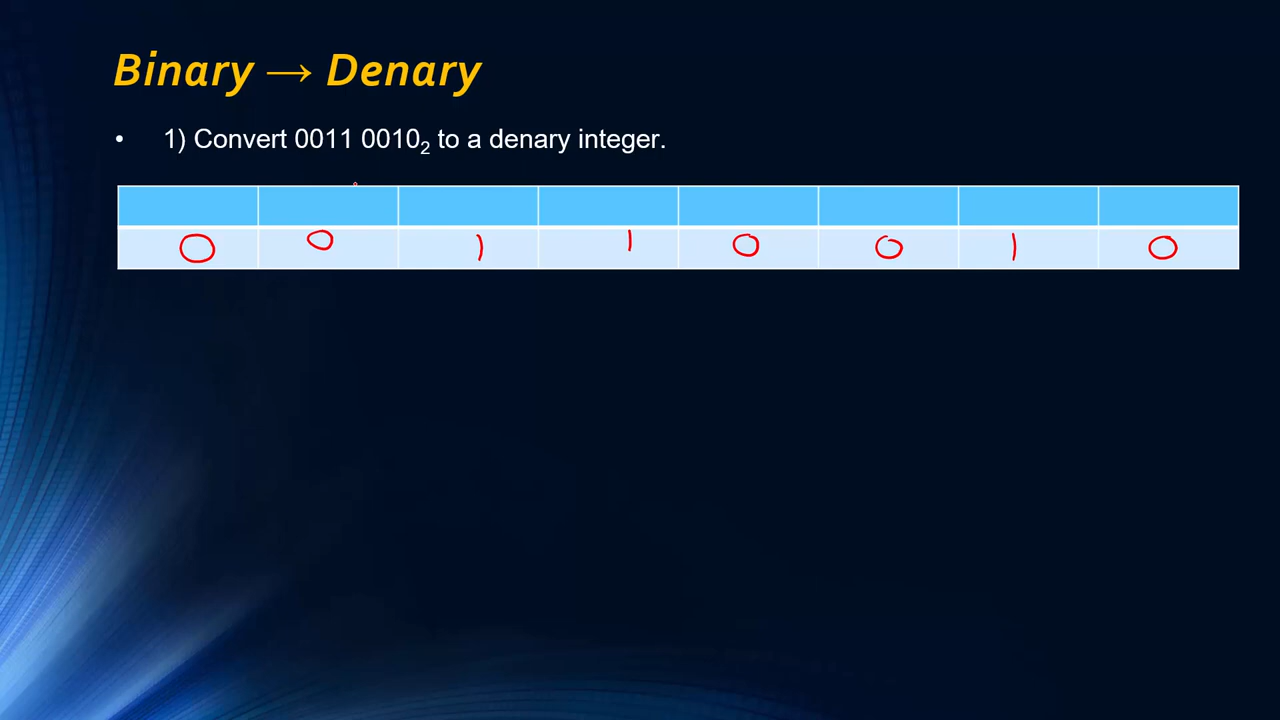 Binary → Denary
• 1) Convert 0011 0010₂ to a denary integer.
0 0 1 1 0 0 1 0